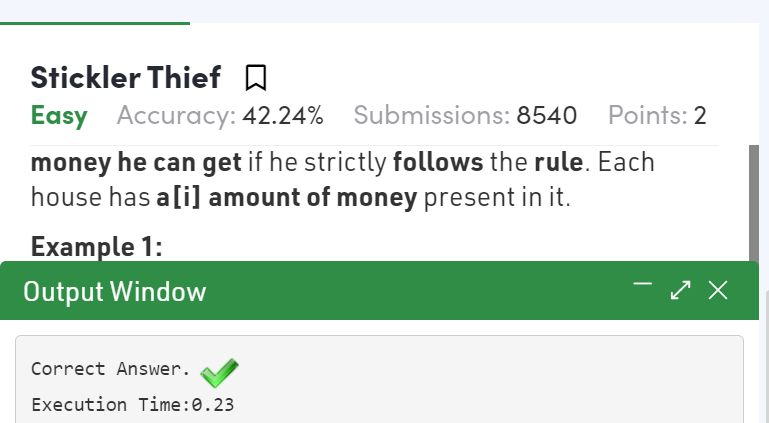 Stickler Thief
Easy Accuracy: 42.24% Submissions: 8540 Points: 2
money he can get if he strictly follows the rule. Each
house has a[i] amount of money present in it.
Example 1:
Output Window
Correct Answer.
Execution Time:0.23